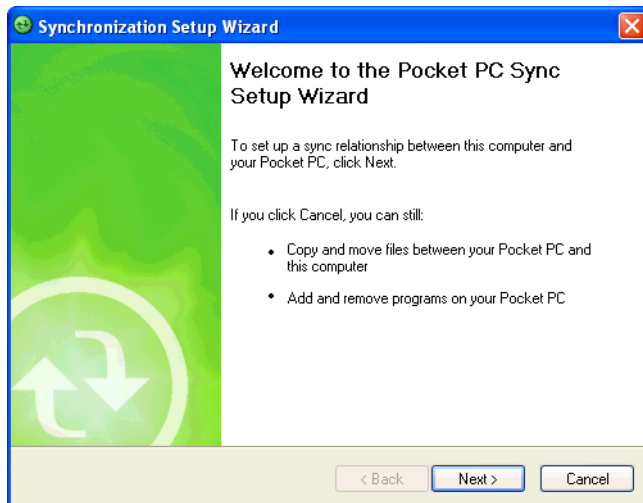 Synchronization Setup Wizard
Welcome to the Pocket PC Sync
Setup Wizard
To set up a sync relationship between this computer and
your Pocket PC, click Next.
If you click Cancel, you can still:
• Copy and move files between your Pocket PC and
this computer
• Add and remove programs on your Pocket PC
< Back Next > Cancel